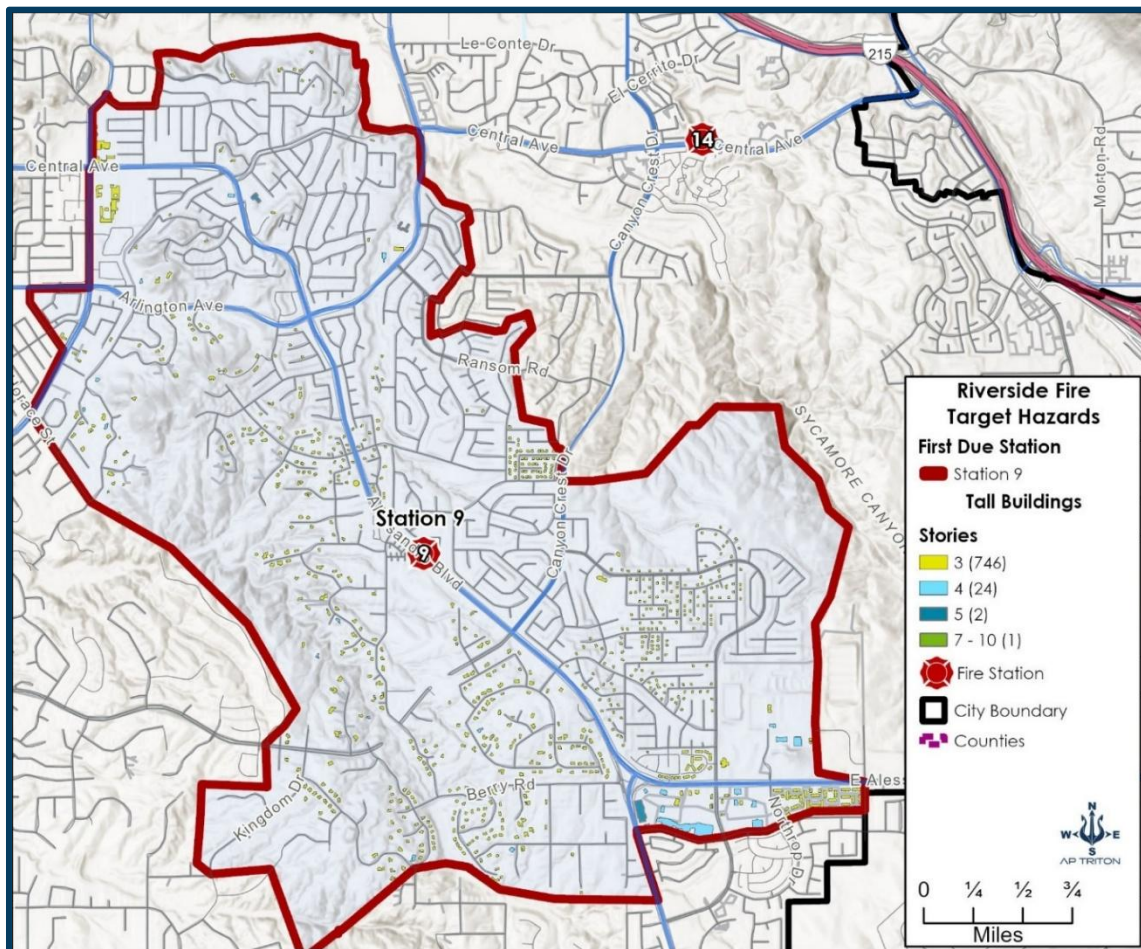 Le Conte Dr
El Cerrito Dr
215
14
Central Ave
Central Ave
Central Ave
Canyon Crest Dr
Morton Rd
Arlington Ave
Ransom Rd
Canyon Crest Dr
SYCAMORE CANYON
Station 9
9
Blvd
Berry Rd
Kingdom Dr
E Aless
Northrop Dr
Riverside Fire
Target Hazards
First Due Station
Station 9
Tall Buildings
Stories
3 (746)
4 (24)
5 (2)
7 - 10 (1)
Fire Station
City Boundary
Counties
N
W E
S
AP TRITON
0 ¼ ½ ¾
Miles